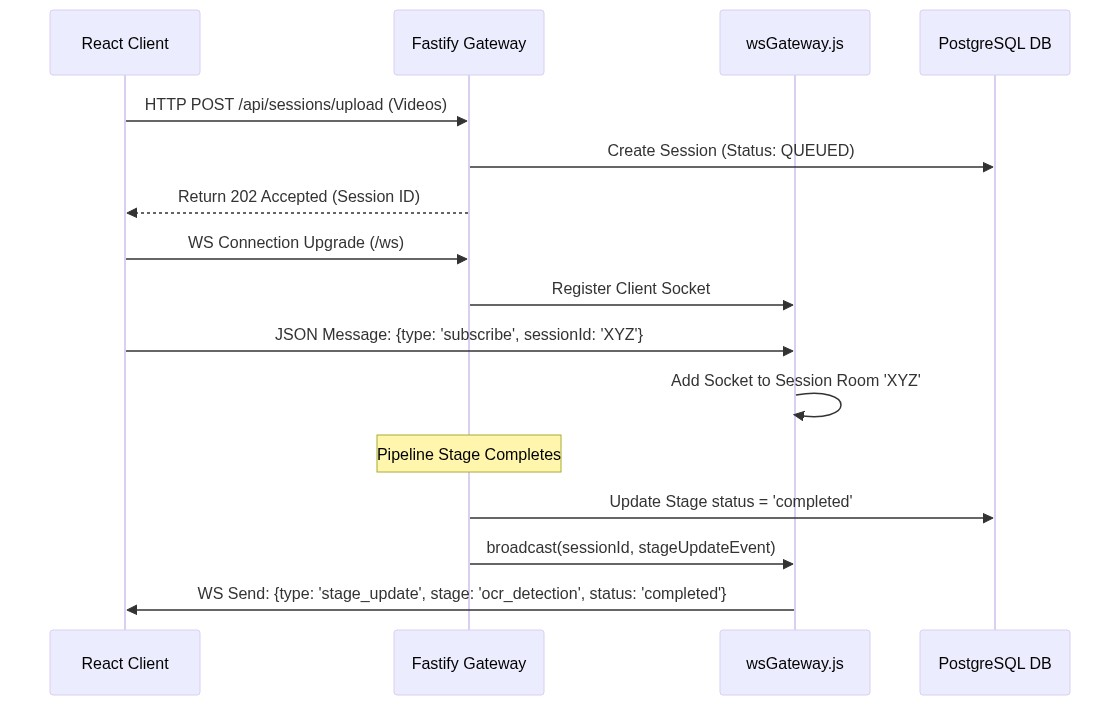 React Client
Fastify Gateway
wsGateway.js
PostgreSQL DB
HTTP POST /api/sessions/upload (Videos)
Create Session (Status: QUEUED)
Return 202 Accepted (Session ID)
WS Connection Upgrade (/ws)
Register Client Socket
JSON Message: {type: 'subscribe', sessionId: 'XYZ'}
Add Socket to Session Room 'XYZ'
Pipeline Stage Completes
Update Stage status = 'completed'
broadcast(sessionId, stageUpdateEvent)
WS Send: {type: 'stage_update', stage: 'ocr_detection', status: 'completed'}
React Client
Fastify Gateway
wsGateway.js
PostgreSQL DB